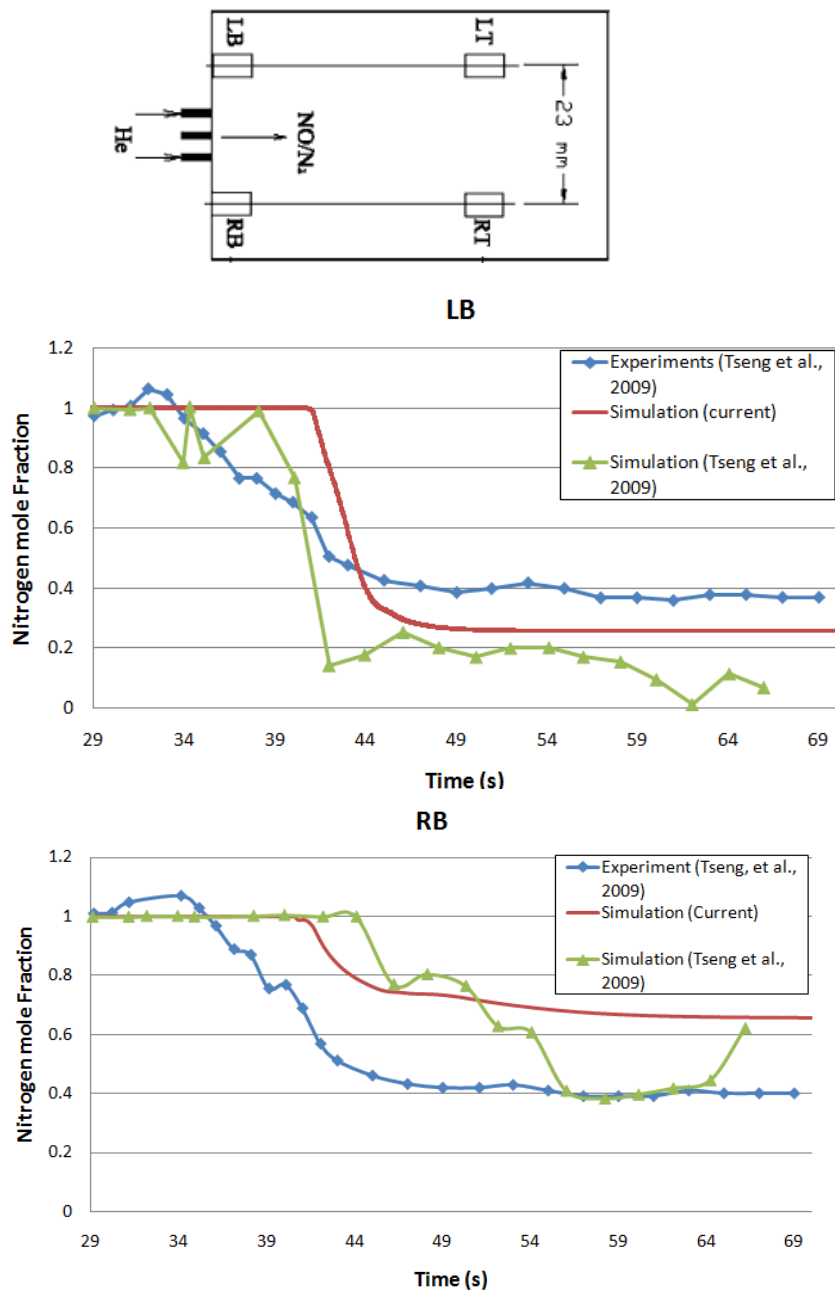 LB
LT
He
NO/N₂
23 mm
RB
RT
LB
Nitrogen mole Fraction
1.2
1
0.8
0.6
0.4
0.2
0
Experiments (Tseng et al.,
2009)
Simulation (current)
Simulation (Tseng et al.,
2009)
29 34 39 44 49 54 59 64 69
Time (s)
RB
Nitrogen mole Fraction
1.2
1
0.8
0.6
0.4
0.2
0
Experiment (Tseng, et al.,
2009)
Simulation (Current)
Simulation (Tseng et al.,
2009)
29 34 39 44 49 54 59 64 69
Time (s)